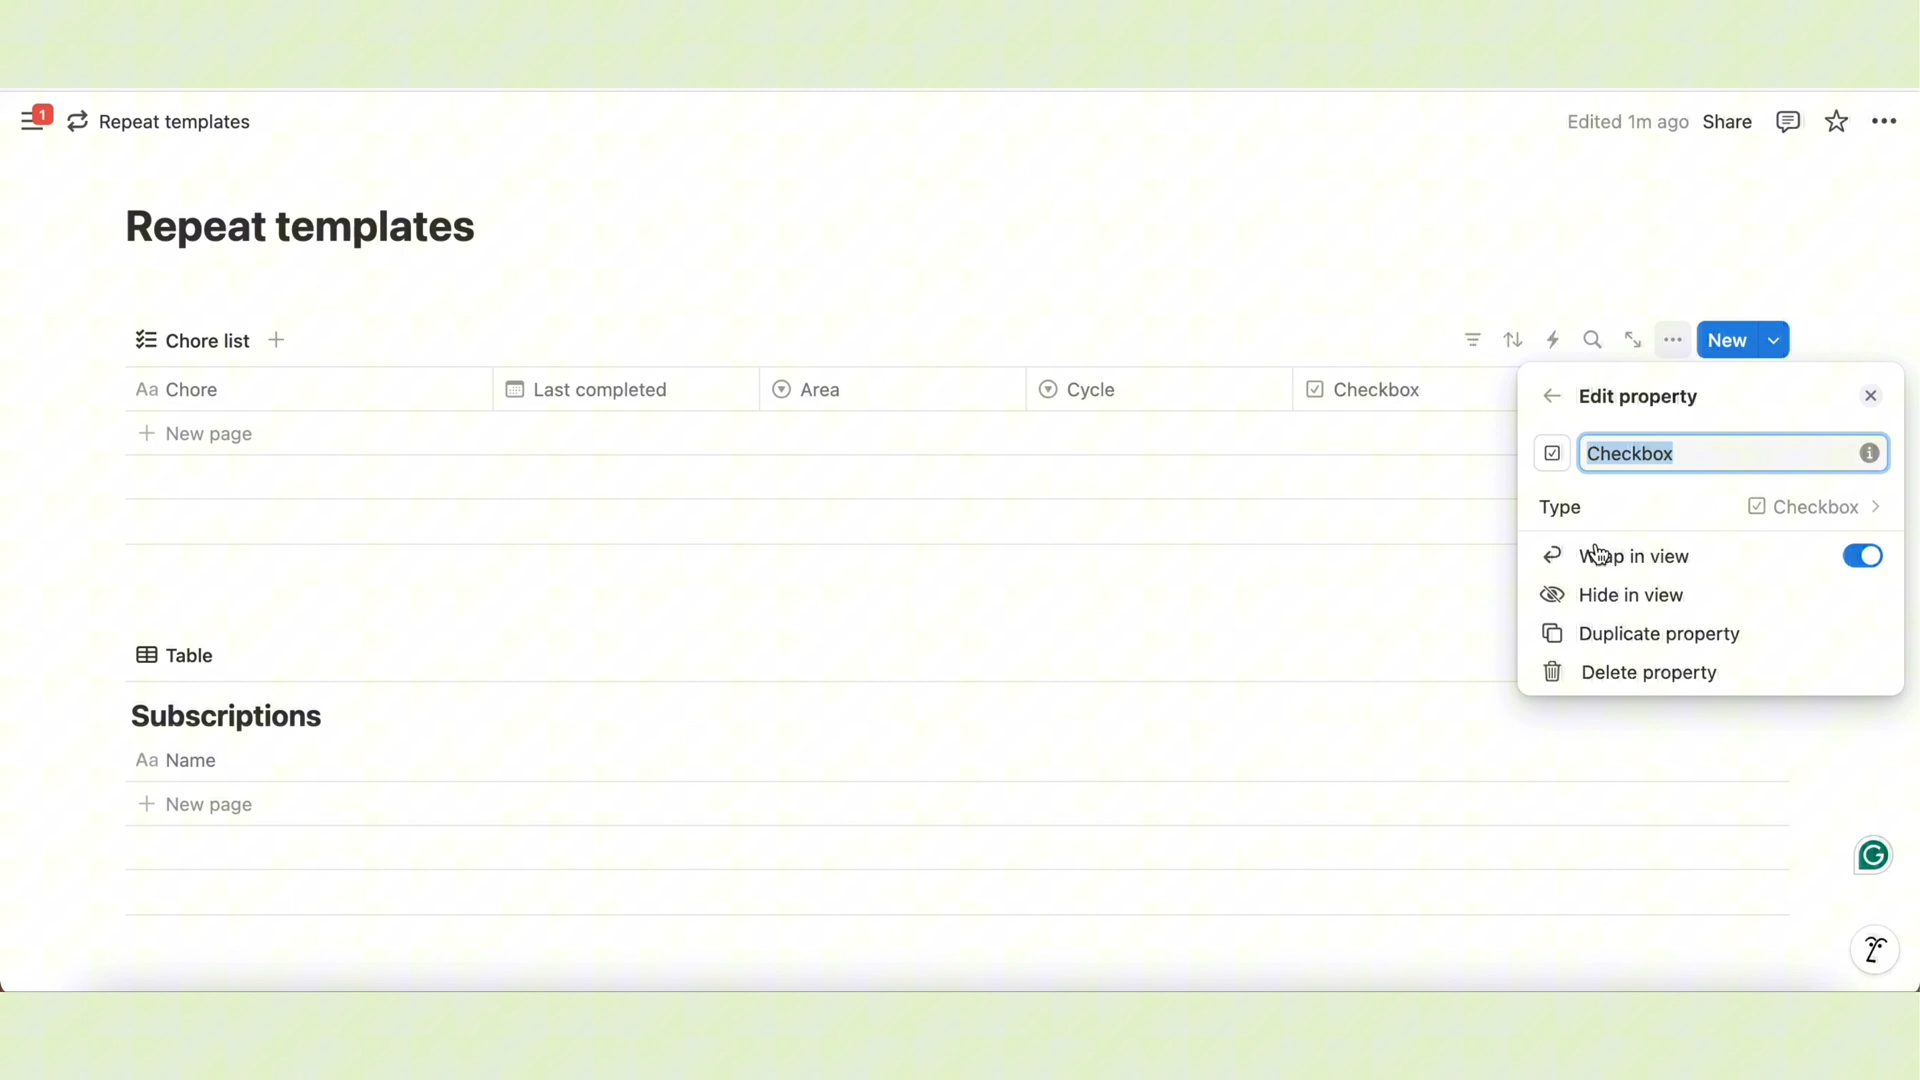 1
Repeat templates
Edited 1m ago Share
Repeat templates
Chore list
New
Aa Chore Last completed Area Cycle Checkbox
New page
Edit property
Checkbox
Type Checkbox
Wrap in view
Hide in view
Duplicate property
Delete property
Table
Subscriptions
Aa Name
New page